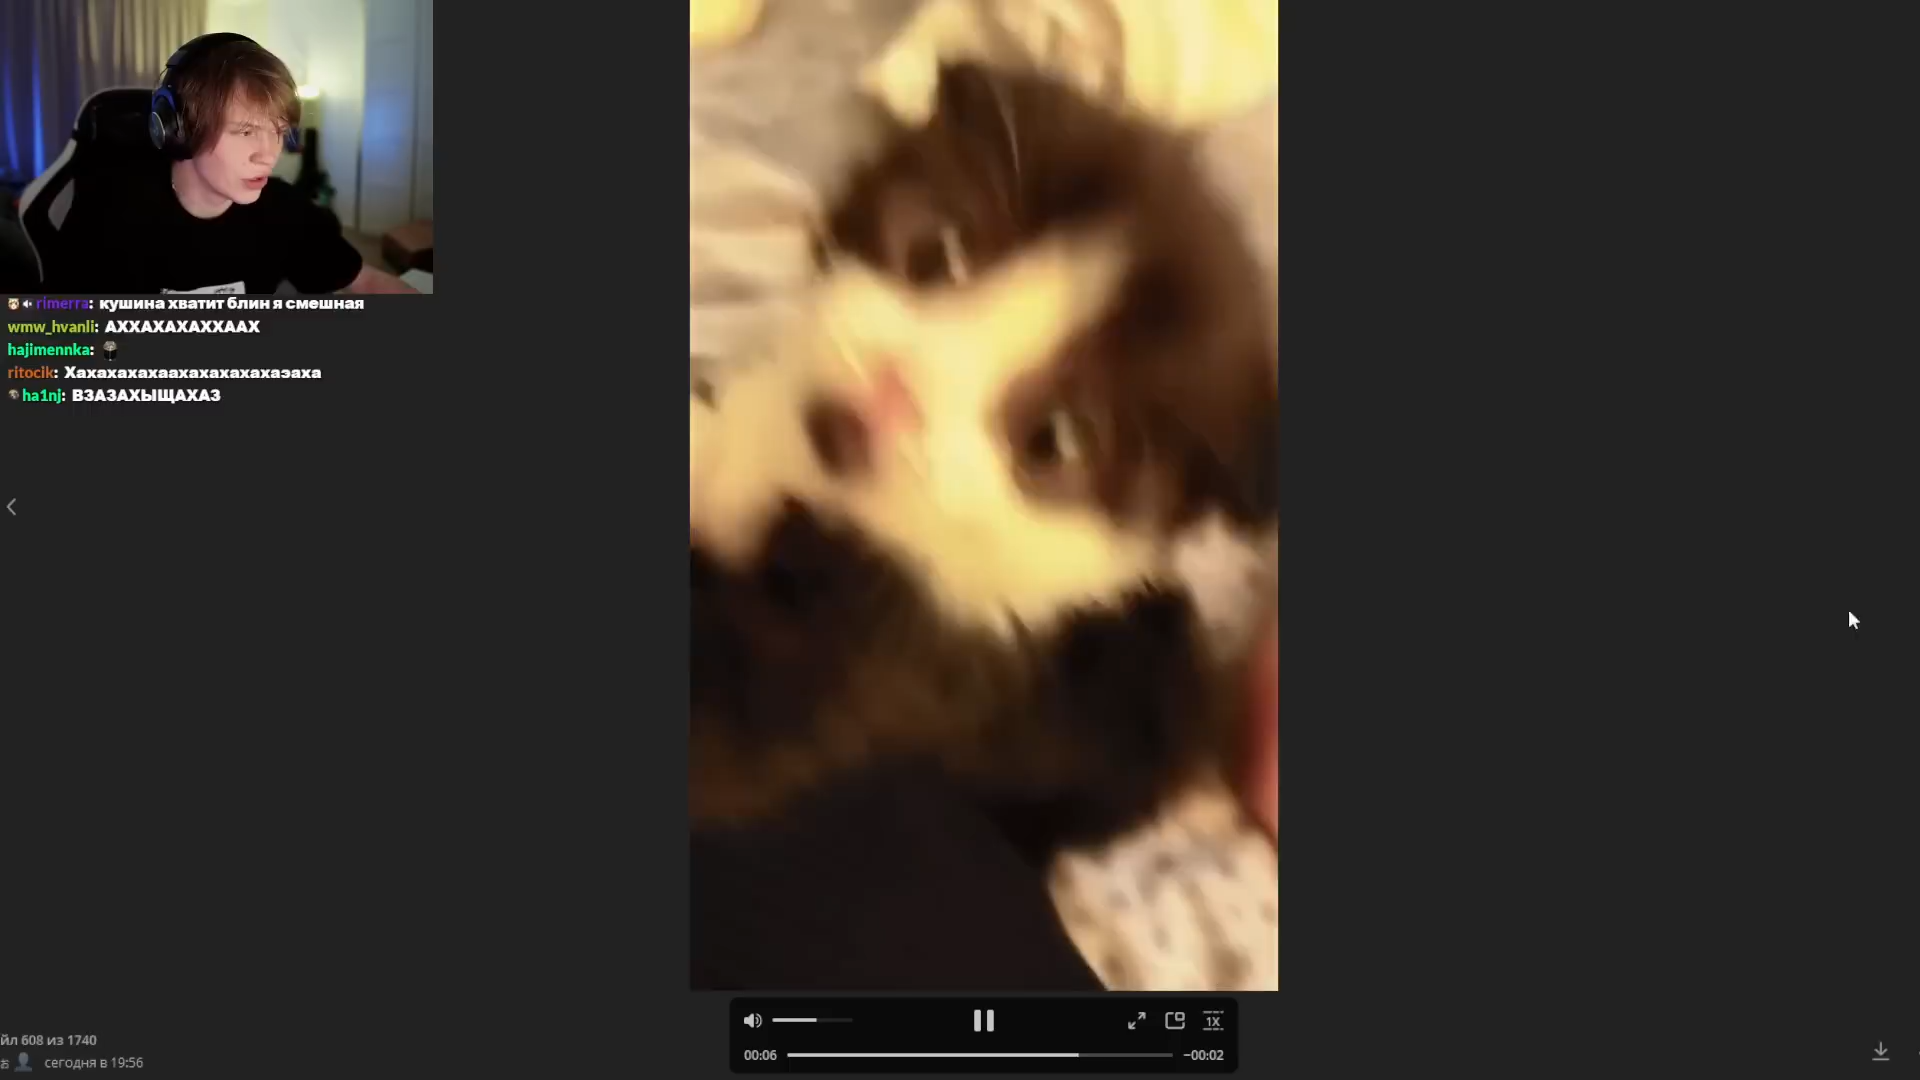 rimerra: кушина хватит блин я смешная
wmw_hvanli: АХХАХАХАХХААХ
hajimennka:
ritocik: Хахахахахаахахахахахаэаха
ha1nj: ВЗАЗАХЫЩАХАЗ
1X
00:06 −00:02
йл 608 из 1740
сегодня в 19:56